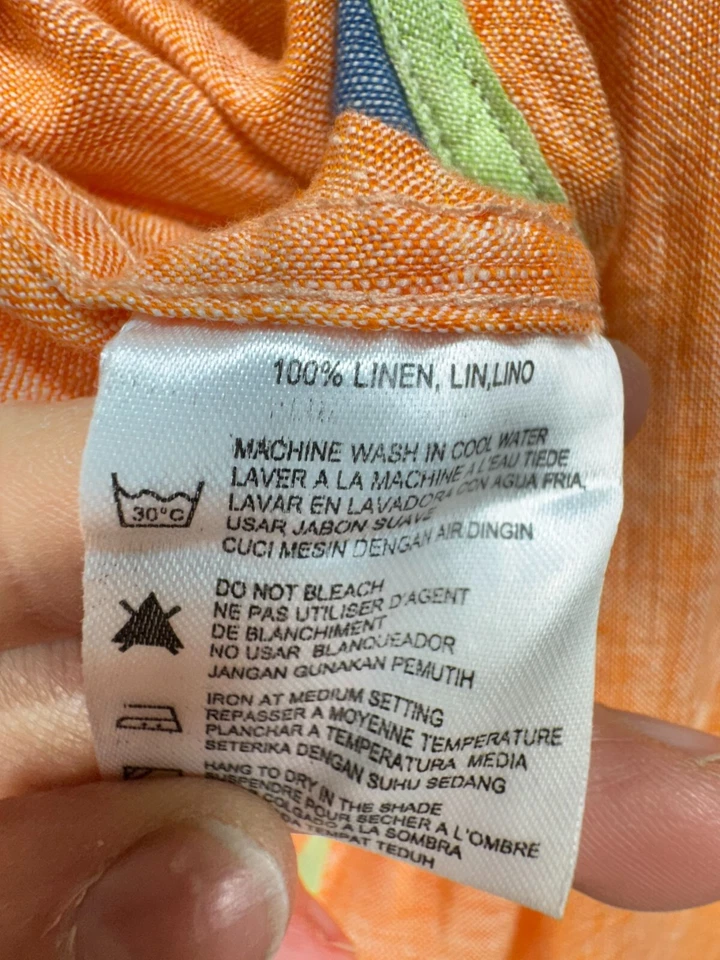 100% LINEN, LIN,LINO
MACHINE WASH IN COOL WATER
LAVER A LA MACHINE A L'EAU TIEDE
LAVAR EN LAVADORA CON AGUA FRIA,
USAR JABON SUAVE
CUCI MESIN DENGAN AIR DINGIN
30°C
DO NOT BLEACH
NE PAS UTILISER D'AGENT
DE BLANCHIMENT
NO USAR BLANQUEADOR
JANGAN GUNAKAN PEMUTIH
IRON AT MEDIUM SETTING
REPASSER A MOYENNE TEMPERATURE
PLANCHAR A TEMPERATURA MEDIA
SETERIKA DENGAN SUHU SEDANG
HANG TO DRY IN THE SHADE
SUSPENDRE POUR SECHER A L'OMBRE
COLGADO A LA SOMBRA
TEMPAT TEDUH